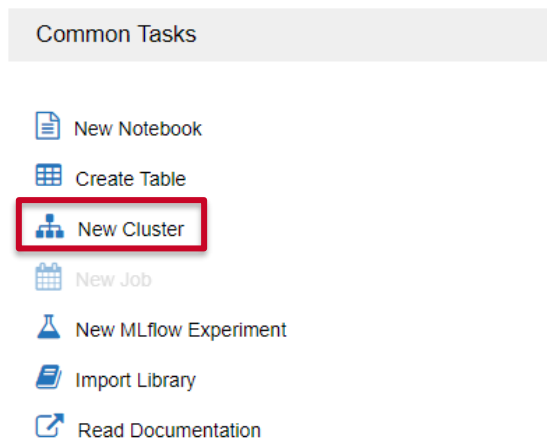 Common Tasks
New Notebook
Create Table
New Cluster
New Job
New MLflow Experiment
Import Library
Read Documentation